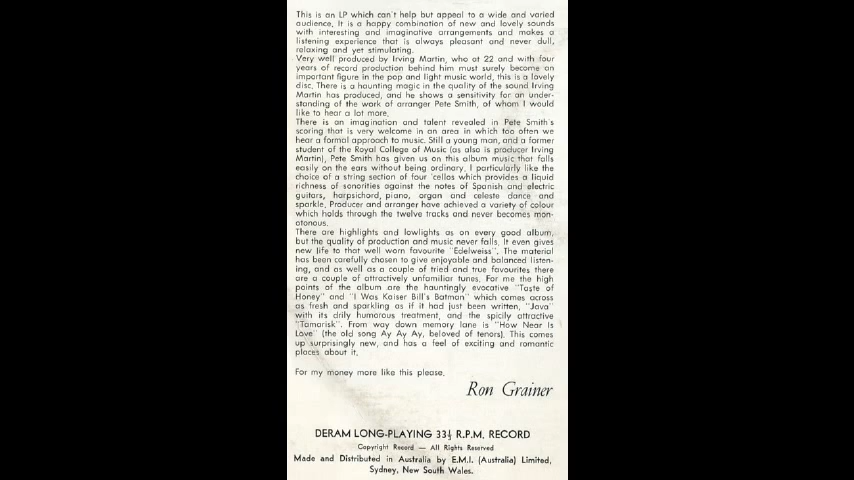 This is an LP which can't help but appeal to a wide and varied
audience. It is a happy combination of new and lovely sounds
with interesting and imaginative arrangements and makes a
listening experience that is always pleasant and never dull,
relaxing and yet stimulating.
Very well produced by Irving Martin, who at 22 and with four
years of record production behind him must surely become an
important figure in the pop and light music world, this is a lovely
disc. There is a haunting magic in the quality of the sound Irving
Martin has produced, and he shows a sensitivity for an under-
standing of the work of arranger Pete Smith, of whom I would
like to hear a lot more.
There is an imagination and talent revealed in Pete Smith's
scoring that is very welcome in an area in which too often we
hear a formal approach to music. Still a young man, and a former
student of the Royal College of Music (as also is producer Irving
Martin), Pete Smith has given us on this album music that falls
easily on the ears without being ordinary. I particularly like the
choice of a string section of four 'cellos which provides a liquid
richness of sonorities against the notes of Spanish and electric
guitars, harpsichord, piano, organ and celeste dance and
sparkle. Producer and arranger have achieved a variety of colour
which holds through the twelve tracks and never becomes mon-
otonous.
There are highlights and lowlights as on every good album,
but the quality of production and music never falls. It even gives
new life to that well worn favourite "Edelweiss". The material
has been carefully chosen to give enjoyable and balanced listen-
ing, and as well as a couple of tried and true favourites there
are a couple of attractively unfamiliar tunes. For me the high
points of the album are the hauntingly evocative "Taste of
Honey" and "I Was Kaiser Bill's Batman" which comes across
as fresh and sparkling as if it had just been written, "Java"
with its drily humorous treatment, and the spicily attractive
"Tamarisk". From way down memory lane is "How Near Is
Love" (the old song Ay Ay Ay, beloved of tenors). This comes
up surprisingly new, and has a feel of exciting and romantic
places about it.
For my money more like this please.
Ron Grainer
DERAM LONG-PLAYING 33⅓ R.P.M. RECORD
Copyright Record — All Rights Reserved
Made and Distributed in Australia by E.M.I. (Australia) Limited,
Sydney, New South Wales.